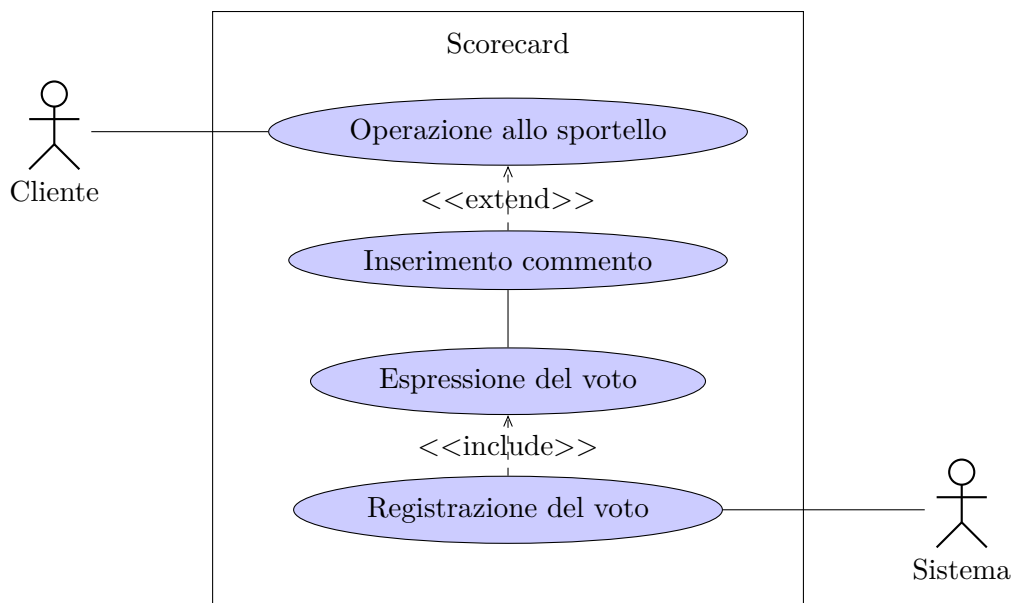 Scorecard
Operazione allo sportello
Cliente
<<extend>>
Inserimento commento
Espressione del voto
<<include>>
Registrazione del voto
Sistema